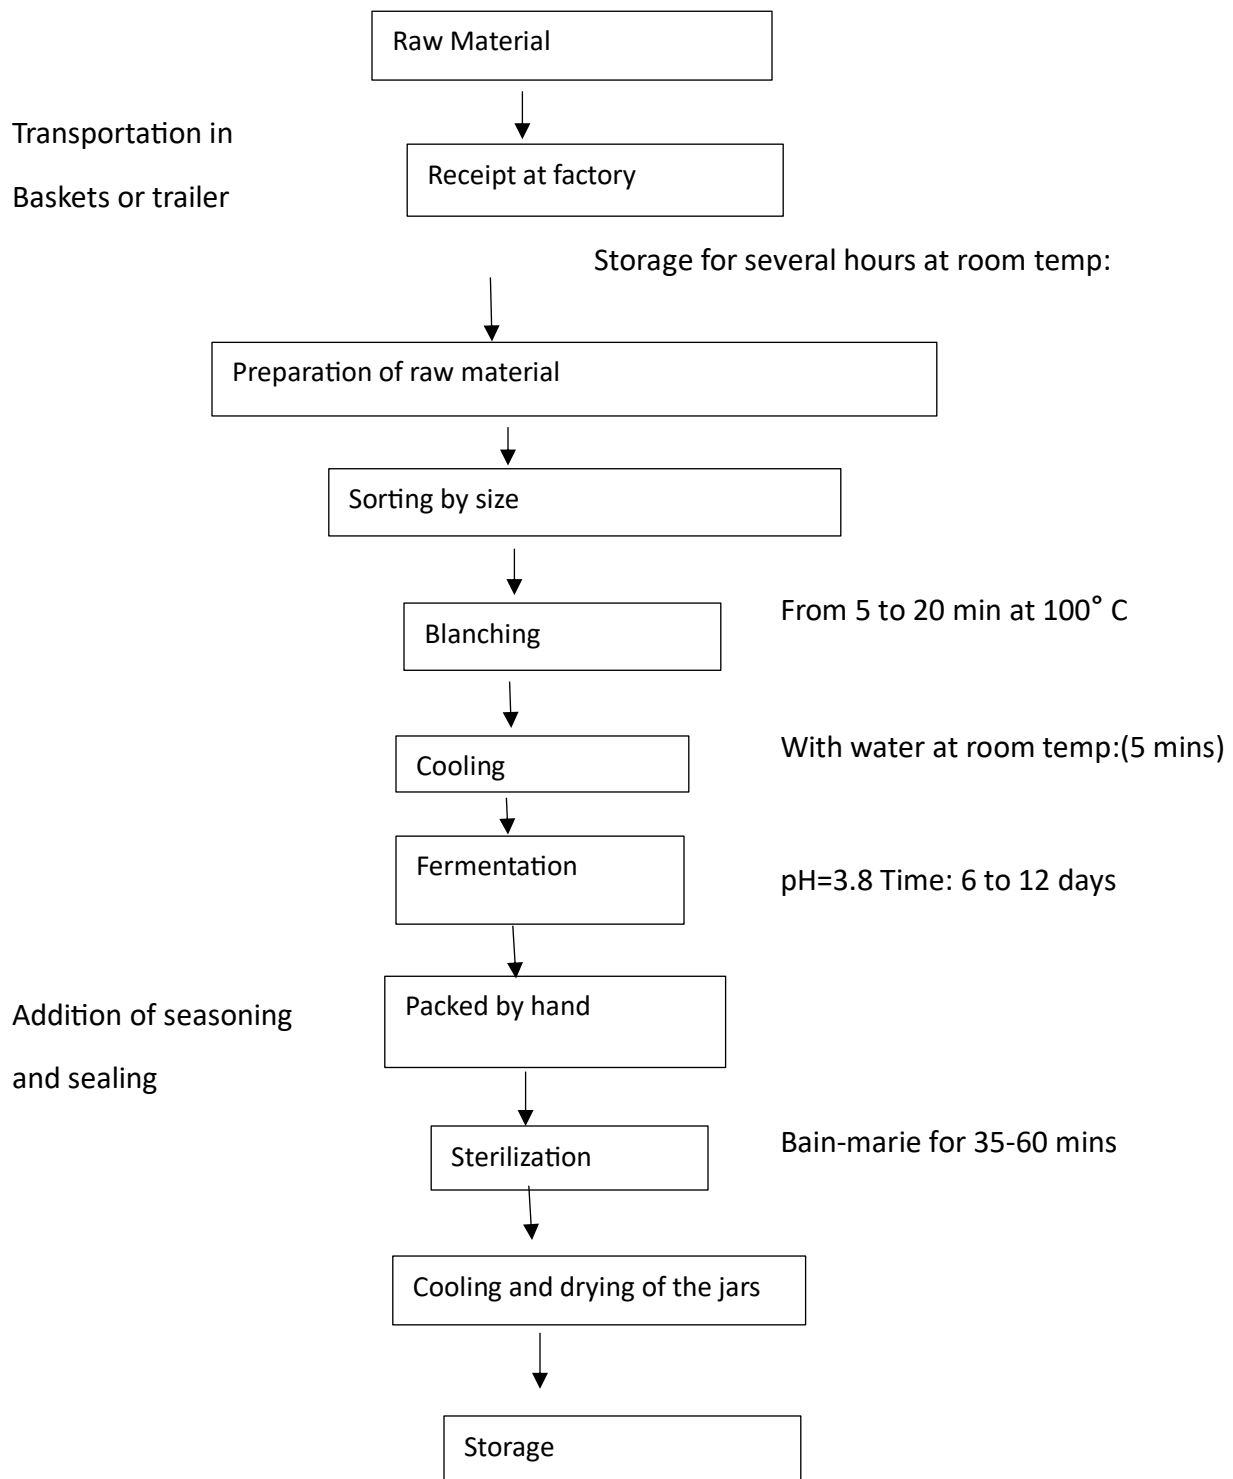 Raw Material
Transportation in
Baskets or trailer
Receipt at factory
Storage for several hours at room temp:
Preparation of raw material
Sorting by size
Blanching
From 5 to 20 min at 100° C
Cooling
With water at room temp:(5 mins)
Fermentation
pH=3.8 Time: 6 to 12 days
Addition of seasoning
and sealing
Packed by hand
Sterilization
Bain-marie for 35-60 mins
Cooling and drying of the jars
Storage